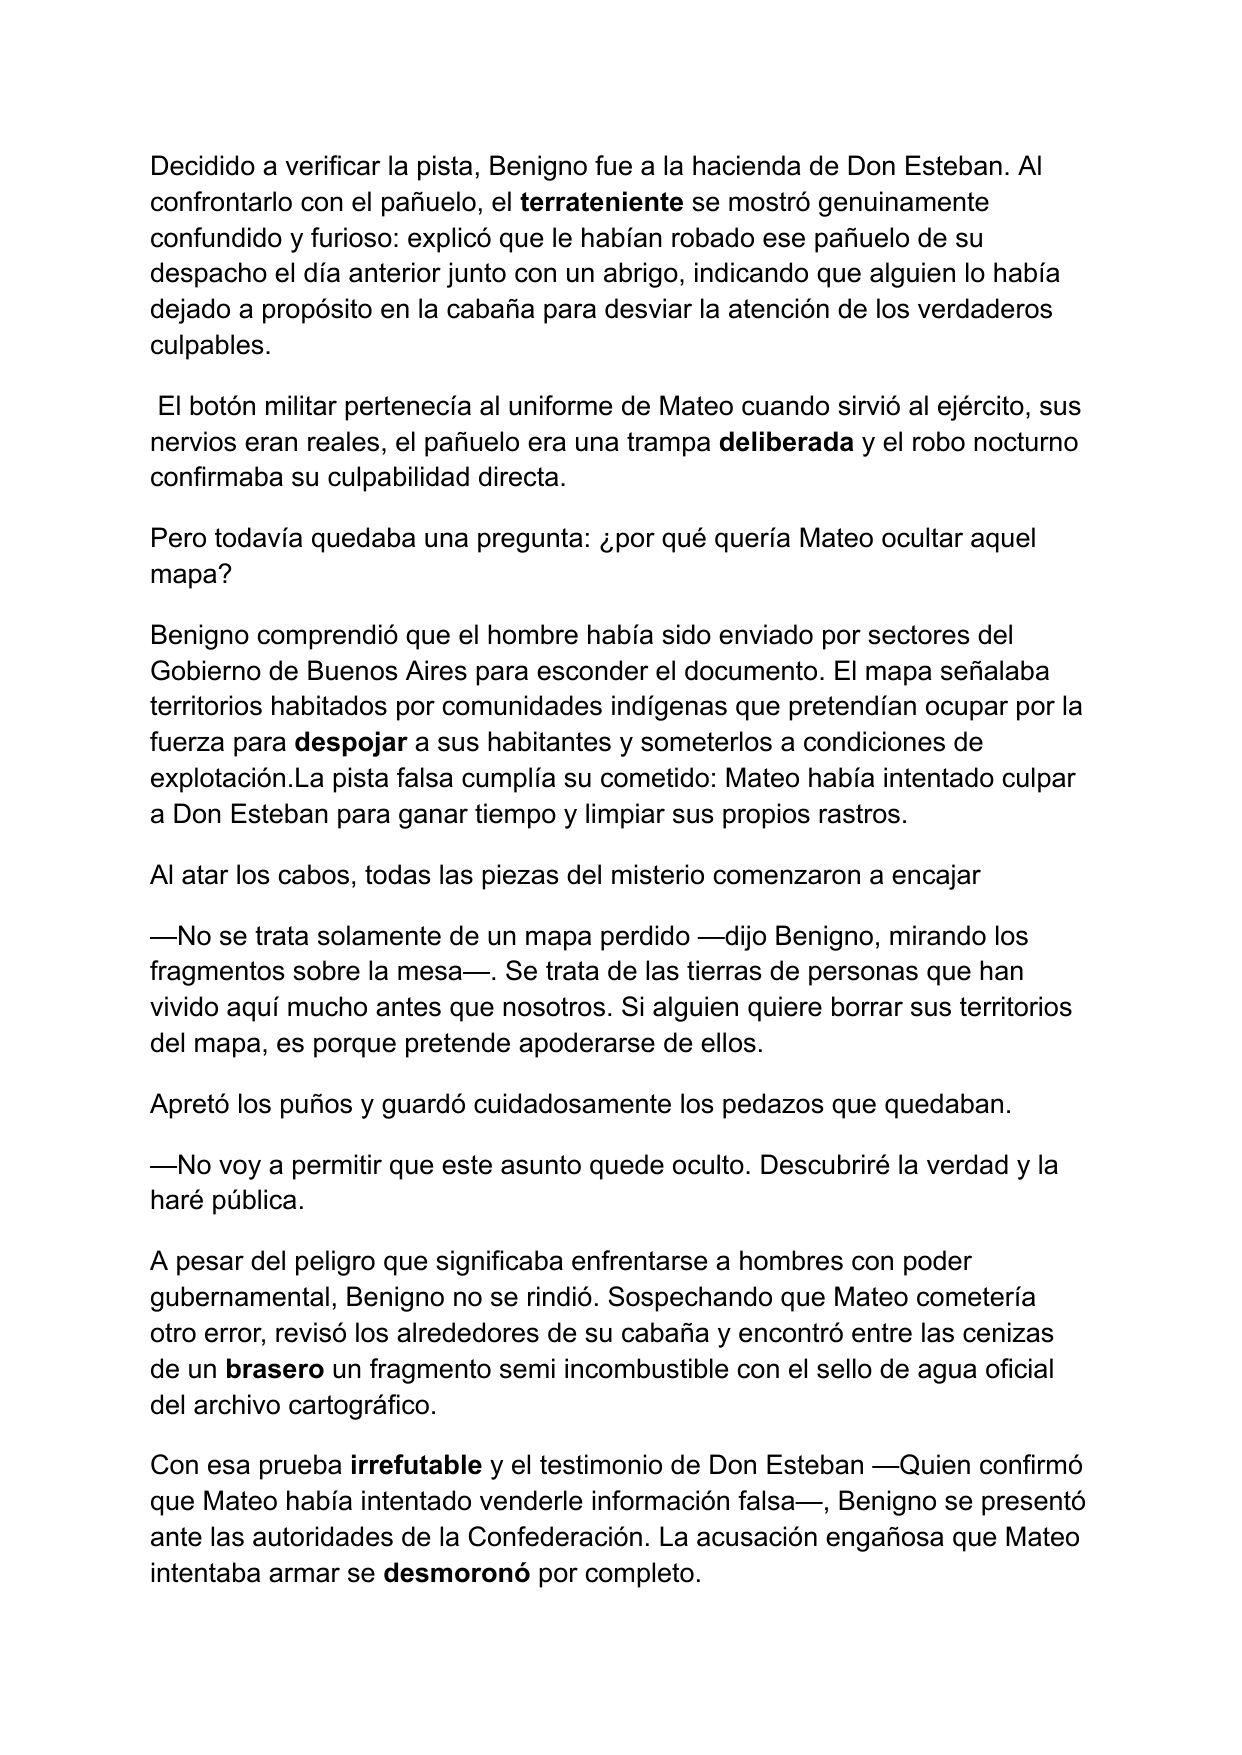 Decidido a verificar la pista, Benigno fue a la hacienda de Don Esteban. Al
confrontarlo con el pañuelo, el terrateniente se mostró genuinamente
confundido y furioso: explicó que le habían robado ese pañuelo de su
despacho el día anterior junto con un abrigo, indicando que alguien lo había
dejado a propósito en la cabaña para desviar la atención de los verdaderos
culpables.
El botón militar pertenecía al uniforme de Mateo cuando sirvió al ejército, sus
nervios eran reales, el pañuelo era una trampa deliberada y el robo nocturno
confirmaba su culpabilidad directa.
Pero todavía quedaba una pregunta: ¿por qué quería Mateo ocultar aquel
mapa?
Benigno comprendió que el hombre había sido enviado por sectores del
Gobierno de Buenos Aires para esconder el documento. El mapa señalaba
territorios habitados por comunidades indígenas que pretendían ocupar por la
fuerza para despojar a sus habitantes y someterlos a condiciones de
explotación.La pista falsa cumplía su cometido: Mateo había intentado culpar
a Don Esteban para ganar tiempo y limpiar sus propios rastros.
Al atar los cabos, todas las piezas del misterio comenzaron a encajar
—No se trata solamente de un mapa perdido —dijo Benigno, mirando los
fragmentos sobre la mesa—. Se trata de las tierras de personas que han
vivido aquí mucho antes que nosotros. Si alguien quiere borrar sus territorios
del mapa, es porque pretende apoderarse de ellos.
Apretó los puños y guardó cuidadosamente los pedazos que quedaban.
—No voy a permitir que este asunto quede oculto. Descubriré la verdad y la
haré pública.
A pesar del peligro que significaba enfrentarse a hombres con poder
gubernamental, Benigno no se rindió. Sospechando que Mateo cometería
otro error, revisó los alrededores de su cabaña y encontró entre las cenizas
de un brasero un fragmento semi incombustible con el sello de agua oficial
del archivo cartográfico.
Con esa prueba irrefutable y el testimonio de Don Esteban —Quien confirmó
que Mateo había intentado venderle información falsa—, Benigno se presentó
ante las autoridades de la Confederación. La acusación engañosa que Mateo
intentaba armar se desmoronó por completo.